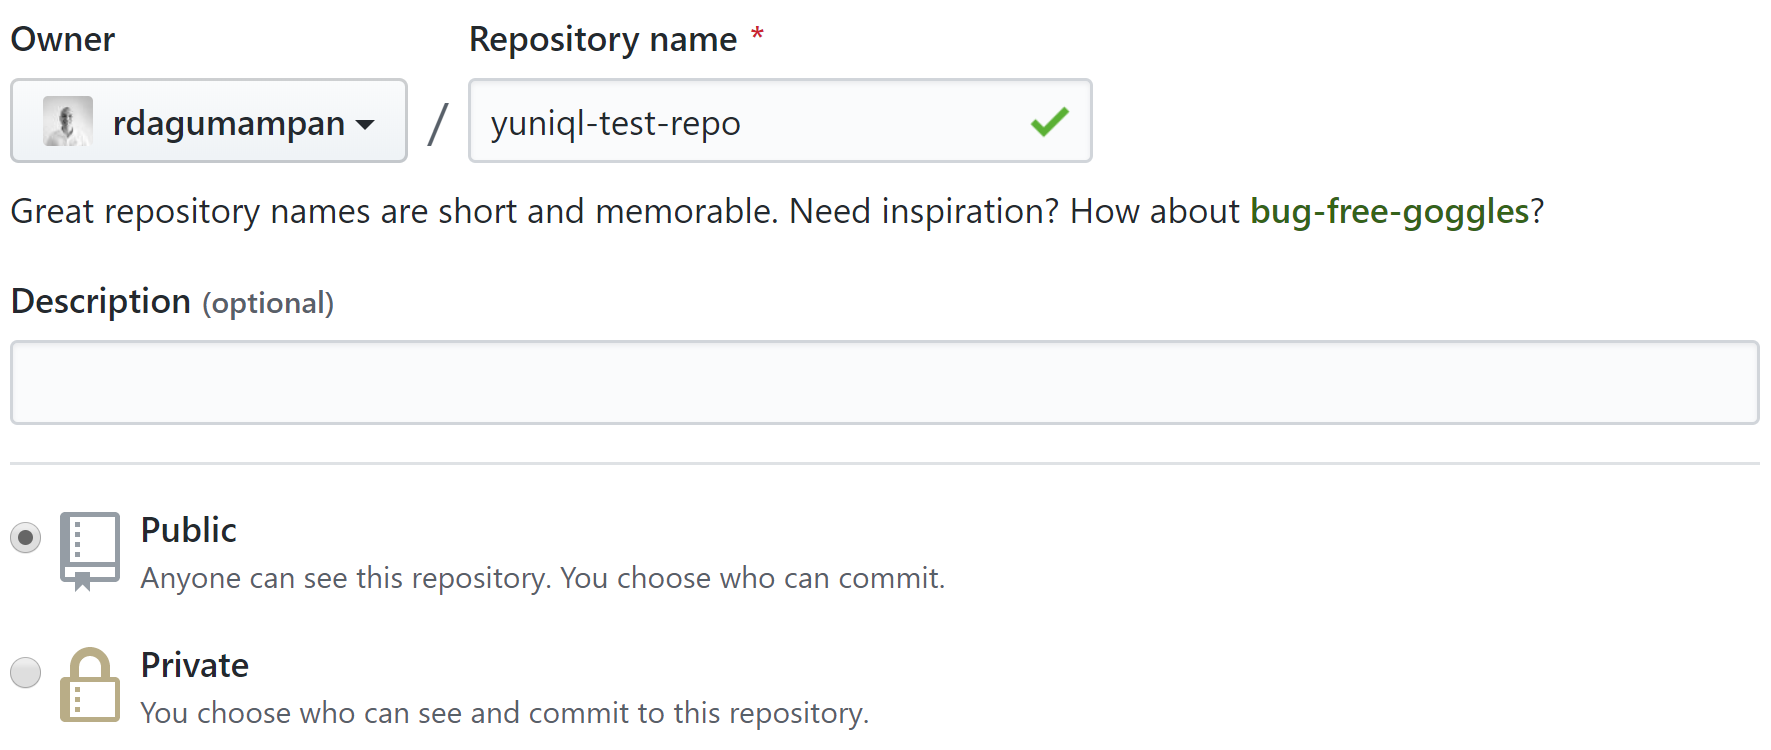 Owner
Repository name *
rdagumampan / yuniql-test-repo
Great repository names are short and memorable. Need inspiration? How about bug-free-goggles?
Description (optional)
Public
Anyone can see this repository. You choose who can commit.
Private
You choose who can see and commit to this repository.